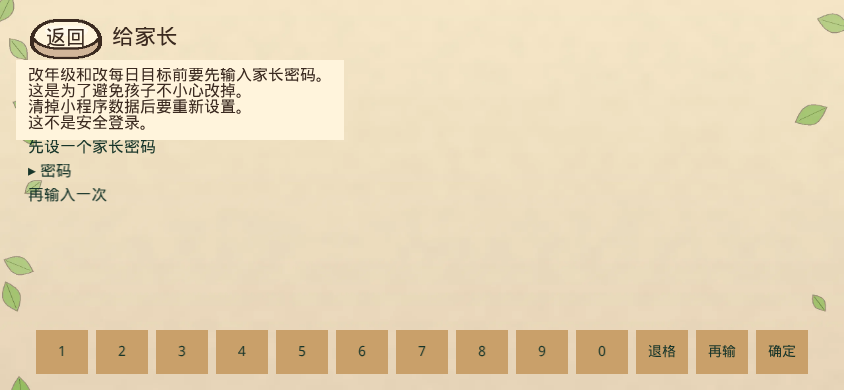 返回 给家长
改年级和改每日目标前要先输入家长密码。
这是为了避免孩子不小心改掉。
清掉小程序数据后要重新设置。
这不是安全登录。
先设一个家长密码
▸ 密码
再输入一次
1 2 3 4 5 6 7 8 9 0 退格 再输 确定